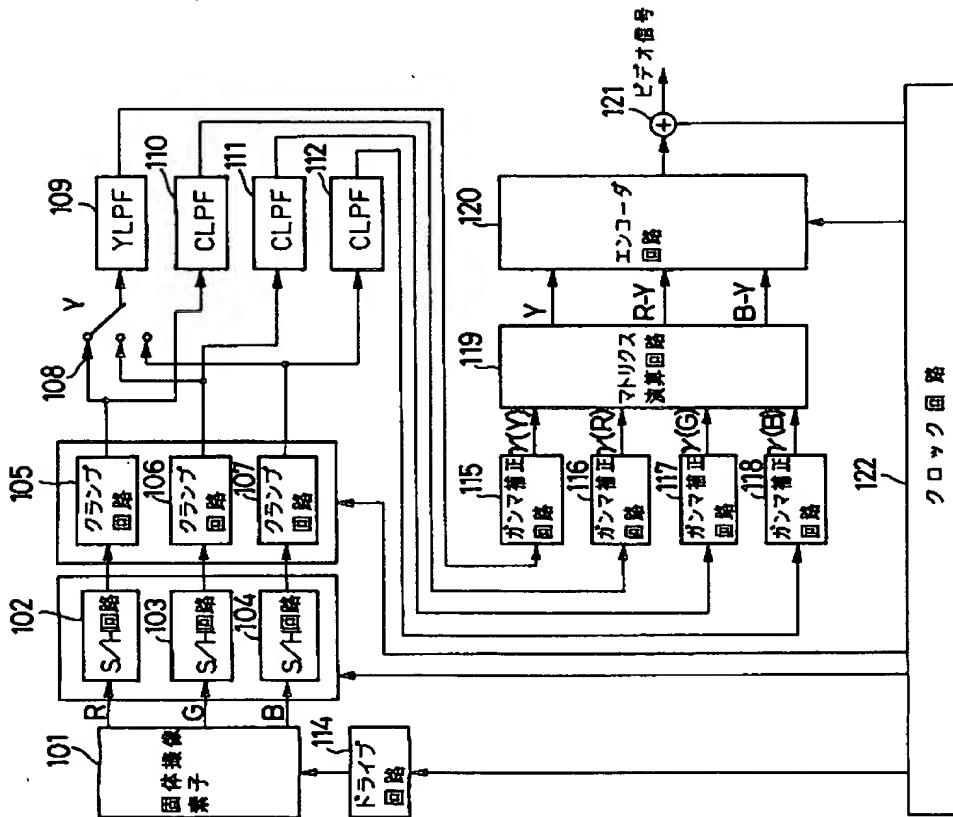 101
固体撮像
素子
R
G
B
102
S/H回路
103
S/H回路
104
S/H回路
105
クランプ
回路
106
クランプ
回路
107
クランプ
回路
108
Y
109
YLPF
110
CLPF
111
CLPF
112
CLPF
114
ドライブ
回路
115
ガンマ補正
回路
116
ガンマ補正
回路
117
ガンマ補正
回路
118
ガンマ補正
回路
γ(Y)
γ(R)
γ(G)
γ(B)
119
マトリクス
演算回路
Y
R-Y
B-Y
120
エンコーダ
回路
121
+
ビデオ信号
122
クロック回路